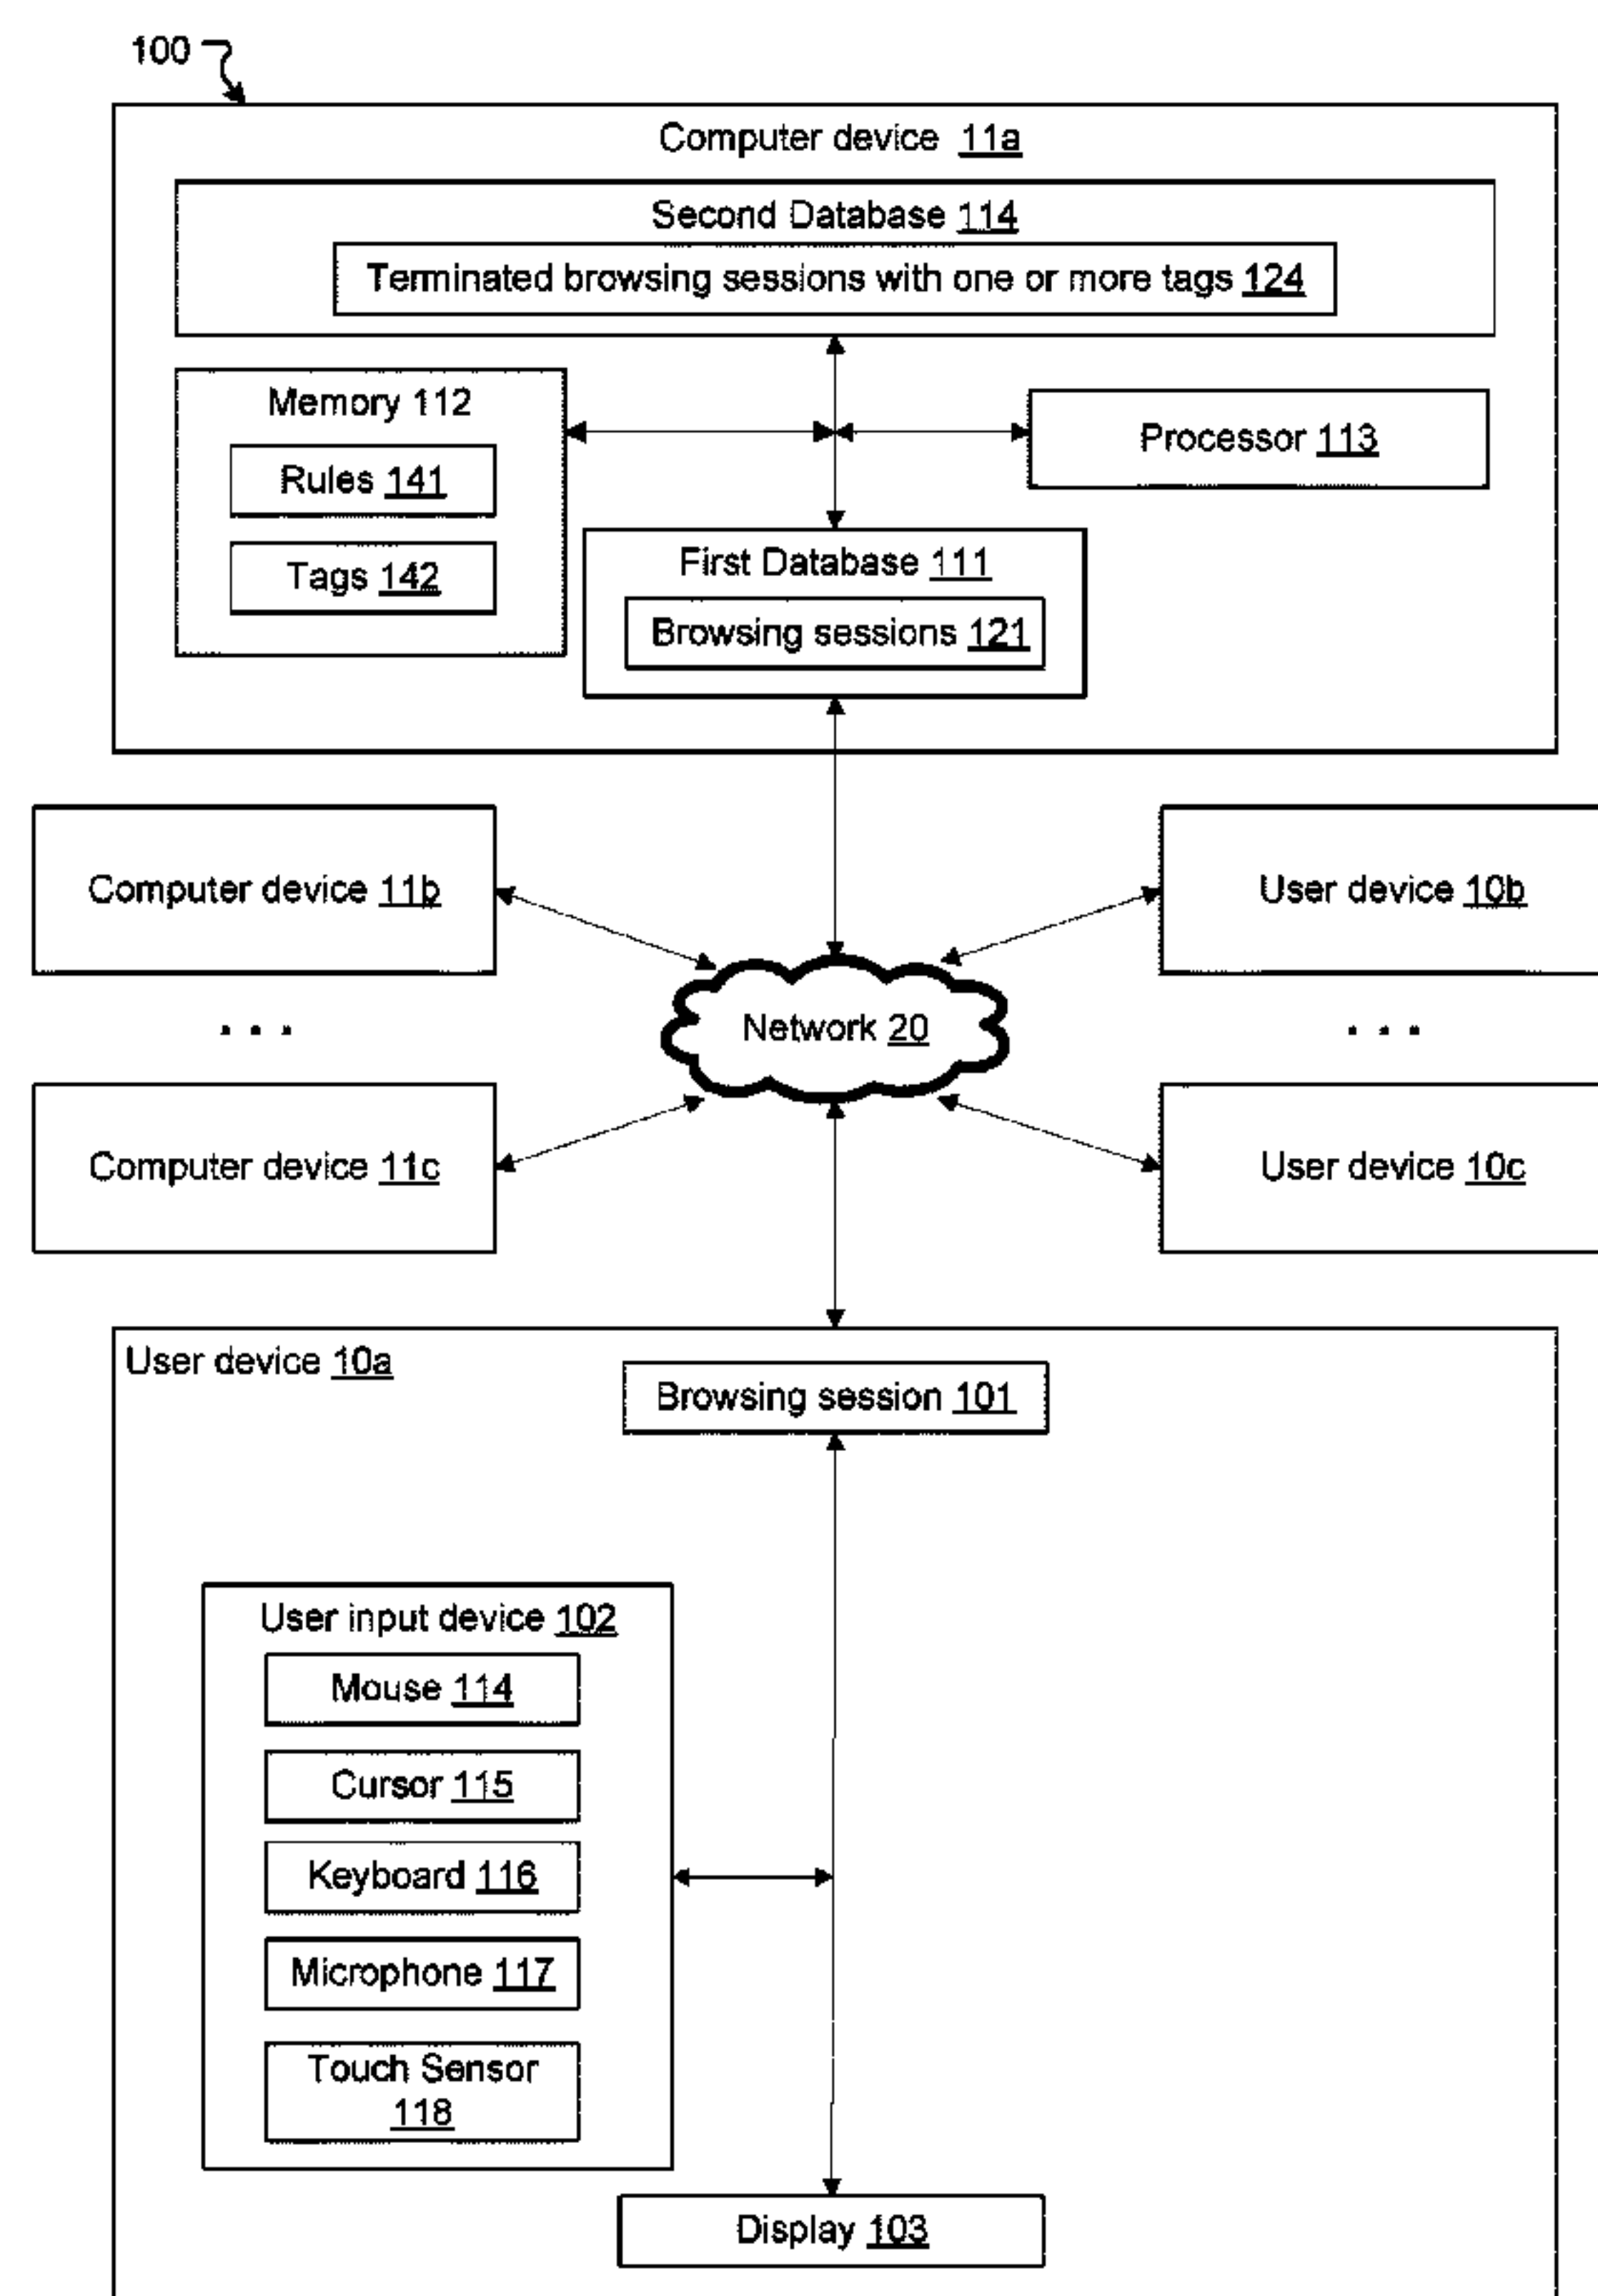 100
Computer device 11a
Second Database 114
Terminated browsing sessions with one or more tags 124
Memory 112
Rules 141
Tags 142
Processor 113
First Database 111
Browsing sessions 121
Computer device 11b
User device 10b
. . .
Network 20
. . .
Computer device 11c
User device 10c
User device 10a
Browsing session 101
User input device 102
Mouse 114
Cursor 115
Keyboard 116
Microphone 117
Touch Sensor
118
Display 103